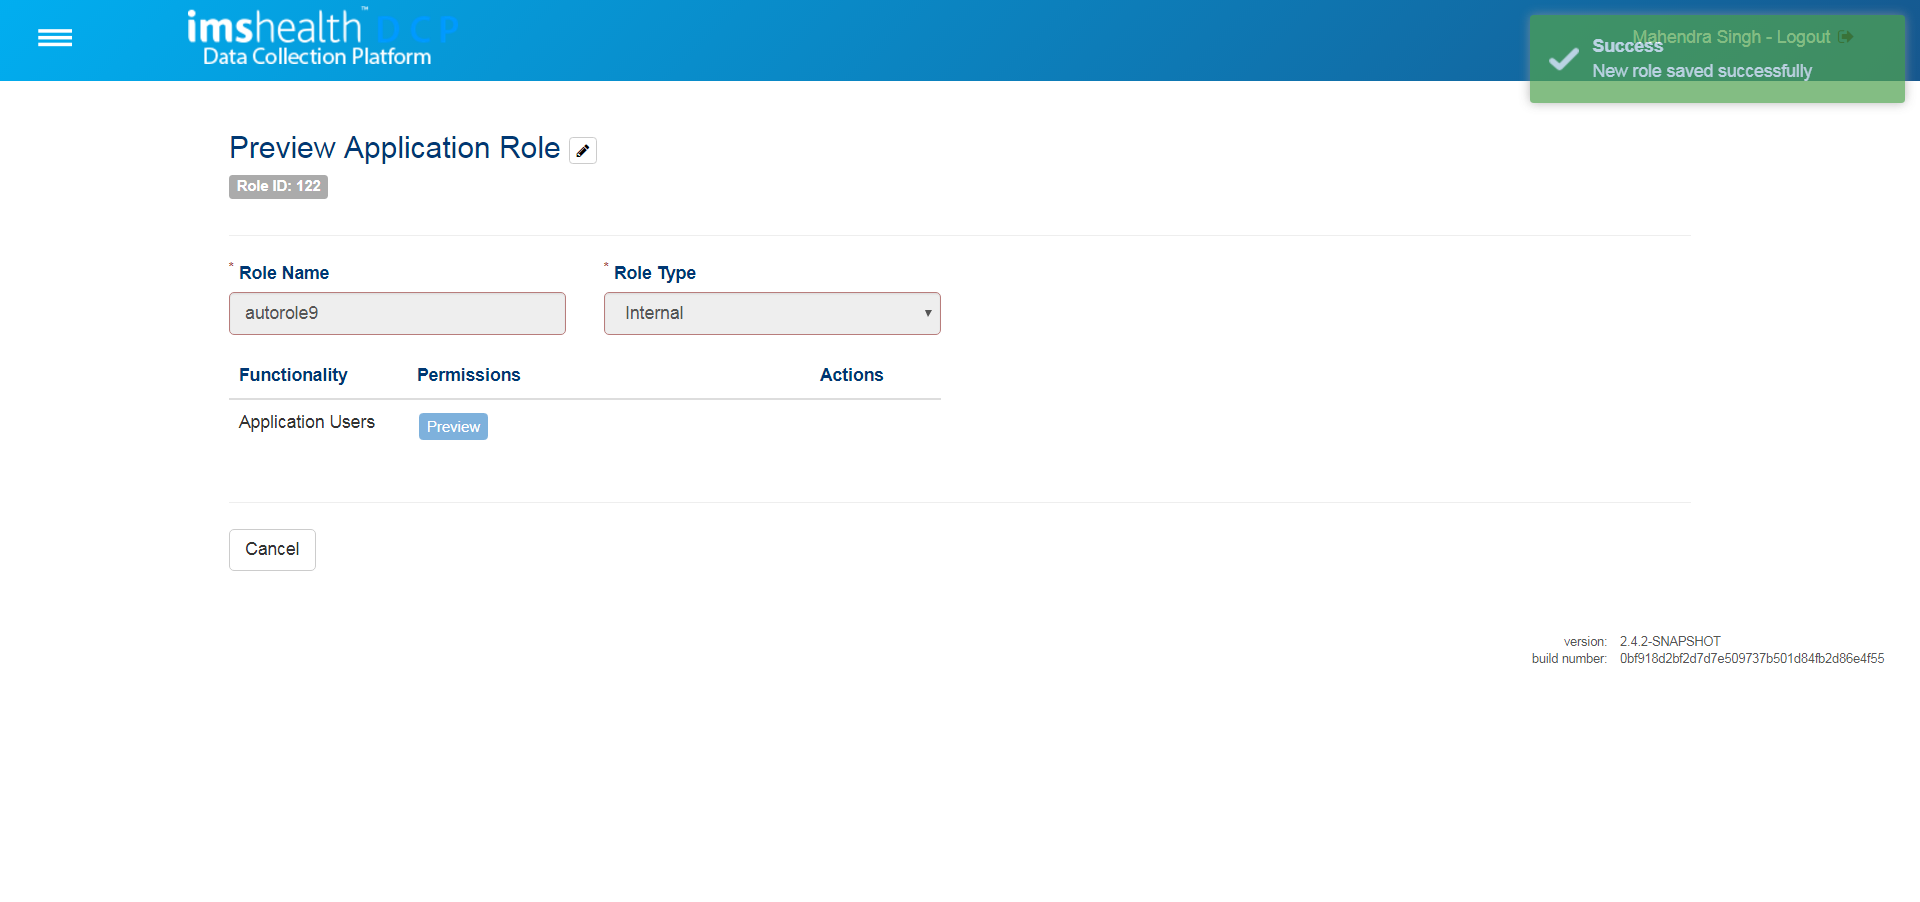 imshealth™ DCP
Data Collection Platform
Mahendra Singh - Logout
Success
New role saved successfully
Preview Application Role
Role ID: 122
* Role Name
* Role Type
autorole9
Internal
Functionality Permissions Actions
Application Users Preview
Cancel
version: 2.4.2-SNAPSHOT
build number: 0bf918d2bf2d7d7e509737b501d84fb2d86e4f55